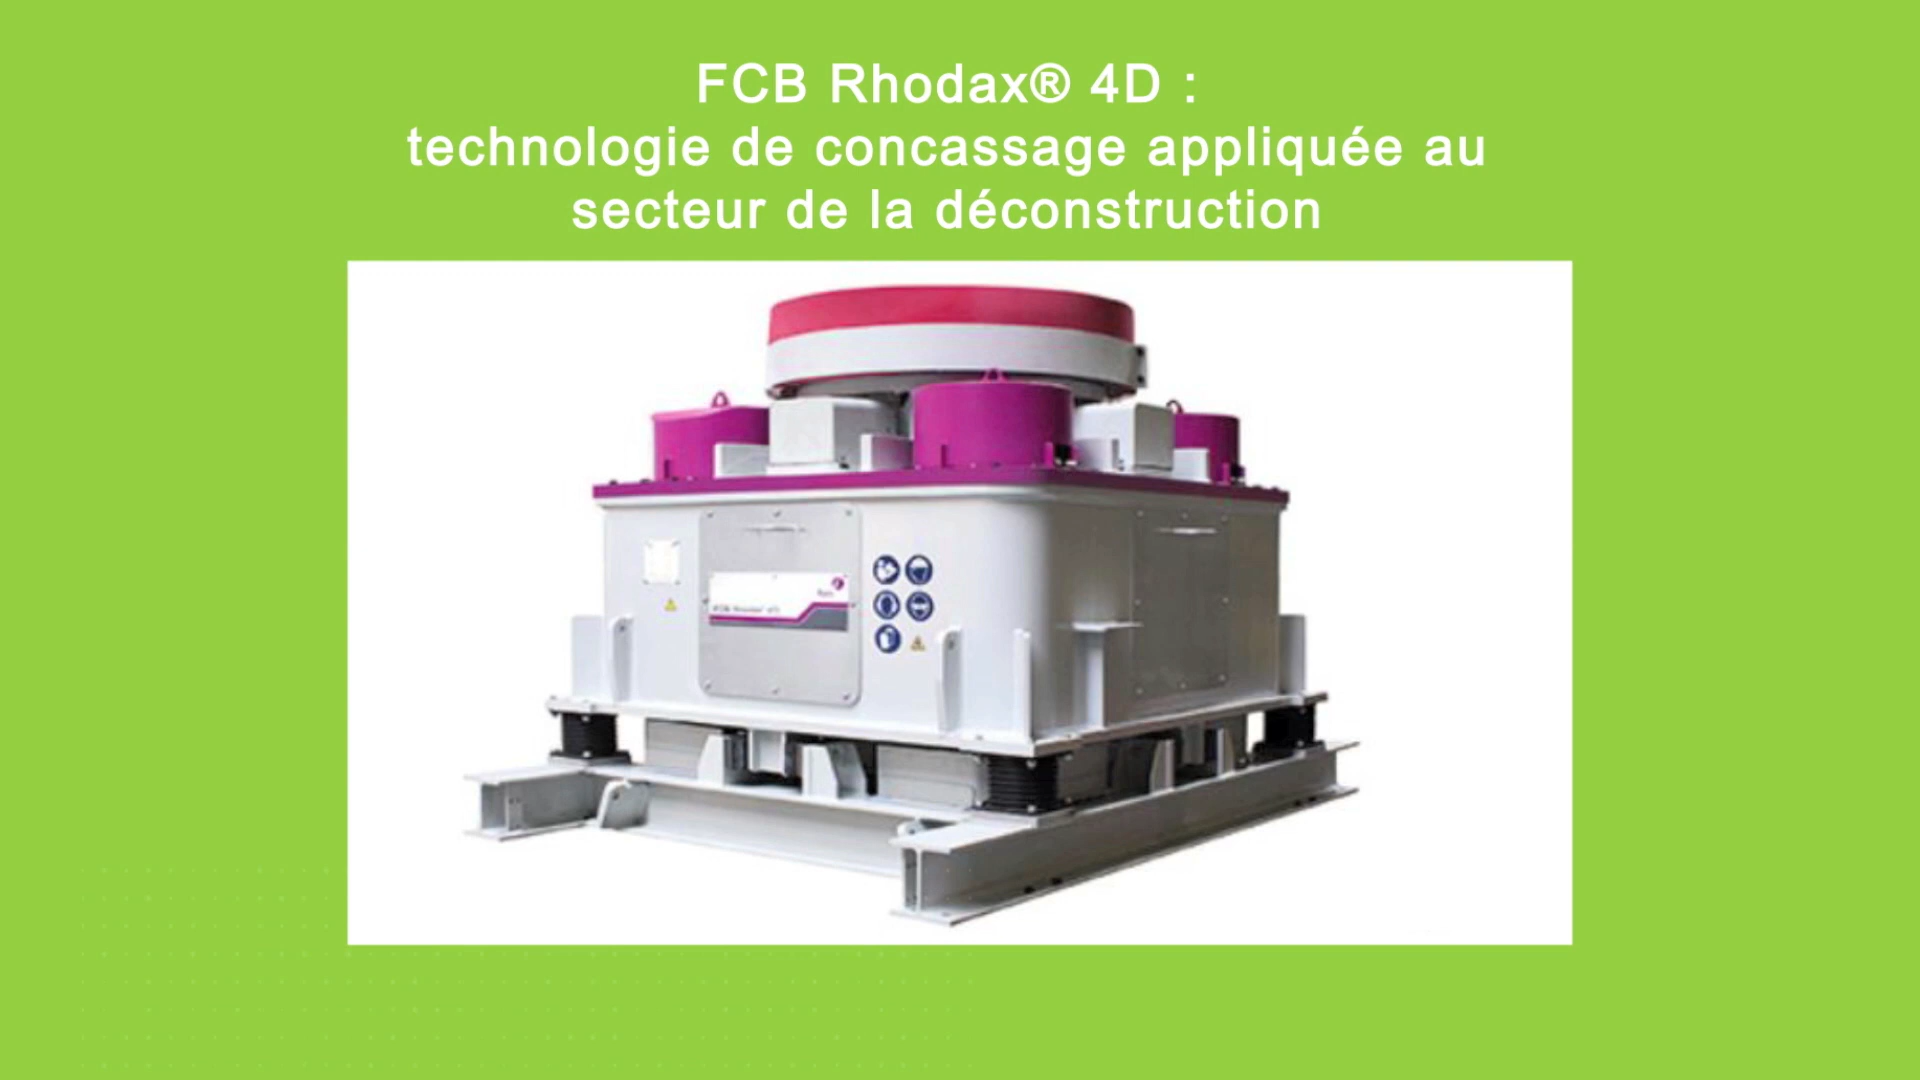 FCB Rhodax® 4D :
technologie de concassage appliquée au
secteur de la déconstruction